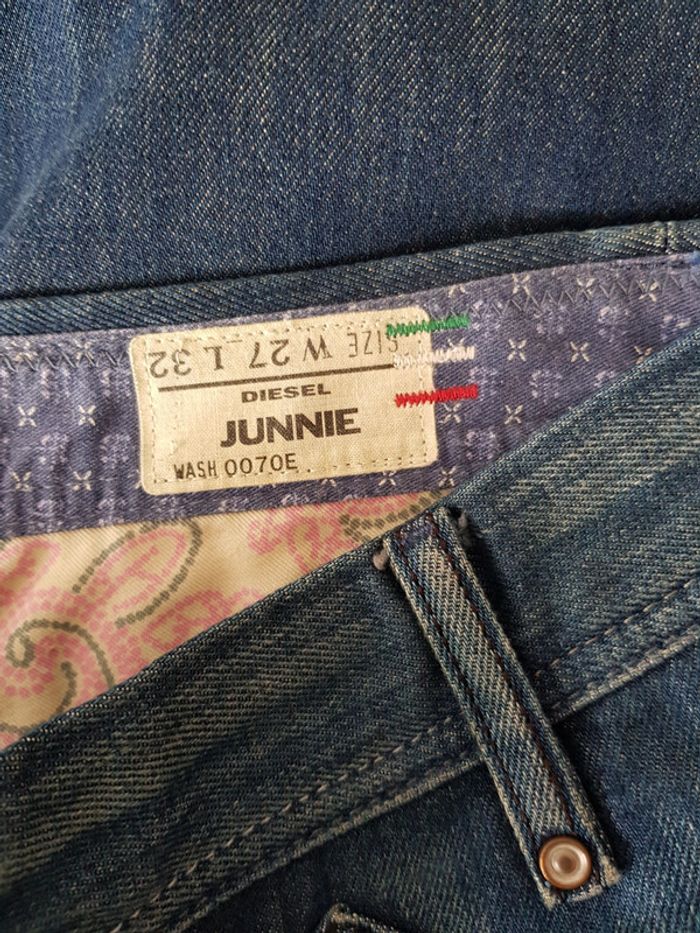 SIZE W 27 L 32
DIESEL
JUNNIE
WASH 0070E